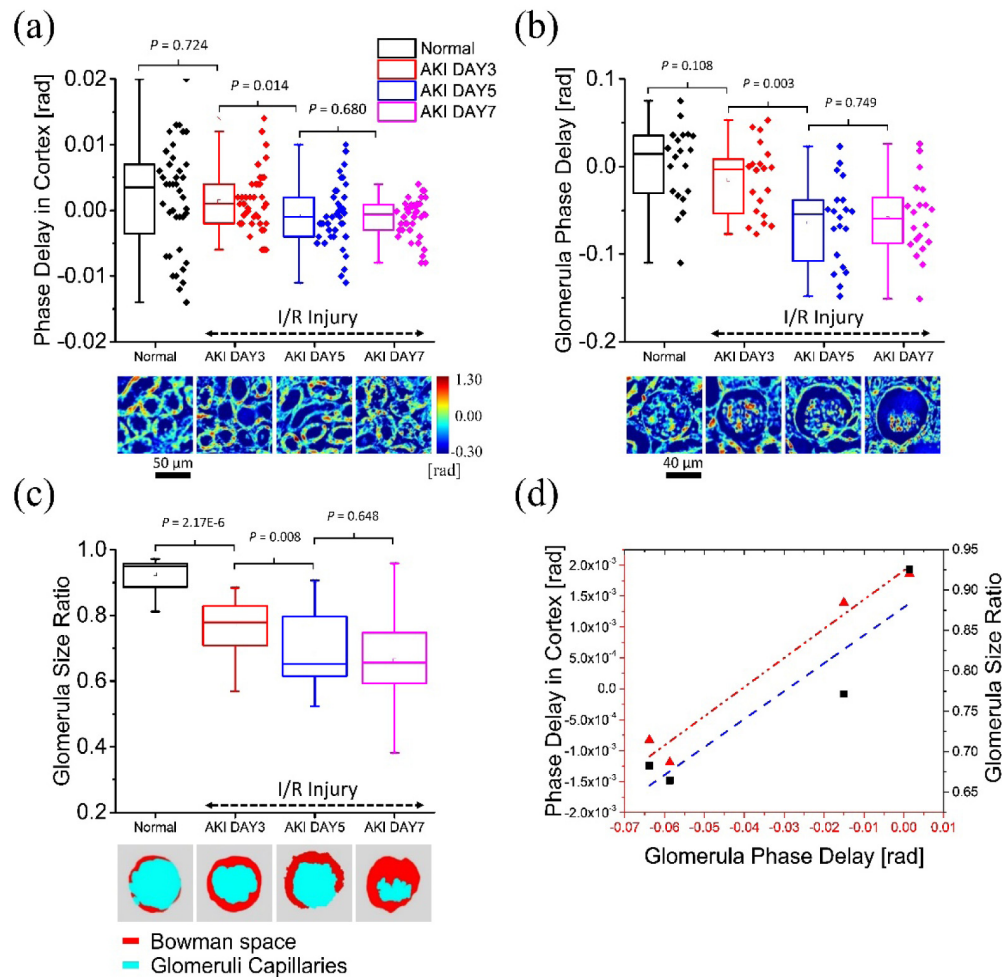 (a)
P = 0.724
P = 0.014
P = 0.680
Normal
AKI DAY3
AKI DAY5
AKI DAY7
Phase Delay in Cortex [rad]
0.02
0.01
0.00
-0.01
-0.02
I/R Injury
Normal
AKI DAY3
AKI DAY5
AKI DAY7
1.30
0.00
-0.30
[rad]
50 µm
(b)
P = 0.108
P = 0.003
P = 0.749
Glomerula Phase Delay [rad]
0.1
0.0
-0.1
-0.2
I/R Injury
Normal
AKI DAY3
AKI DAY5
AKI DAY7
40 µm
(c)
P = 2.17E-6
P = 0.008
P = 0.648
Glomerula Size Ratio
1.0
0.8
0.6
0.4
0.2
I/R Injury
Normal
AKI DAY3
AKI DAY5
AKI DAY7
Bowman space
Glomeruli Capillaries
(d)
Phase Delay in Cortex [rad]
2.0x10⁻³
1.5x10⁻³
1.0x10⁻³
5.0x10⁻⁴
0.0
-5.0x10⁻⁴
-1.0x10⁻³
-1.5x10⁻³
-2.0x10⁻³
0.95
0.90
0.85
0.80
0.75
0.70
0.65
Glomerula Size Ratio
-0.07 -0.06 -0.05 -0.04 -0.03 -0.02 -0.01 0.00 0.01
Glomerula Phase Delay [rad]